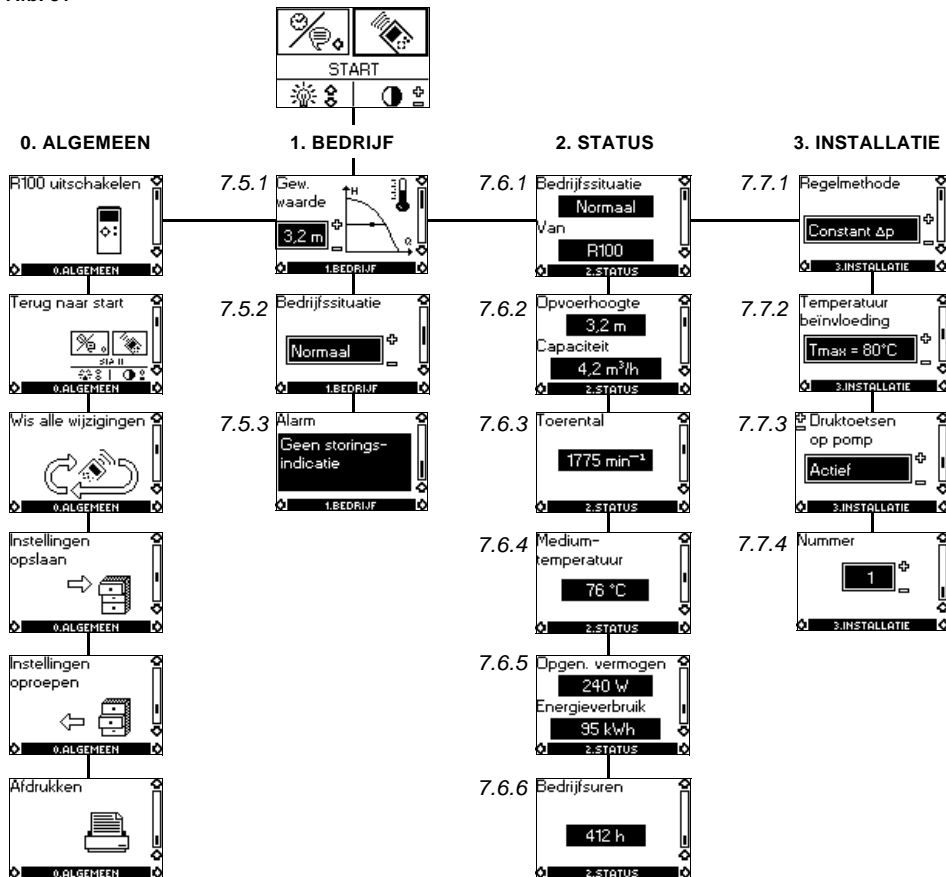 START
0. ALGEMEEN
1. BEDRIJF
2. STATUS
3. INSTALLATIE
R100 uitschakelen
0.ALGEMEEN
Terug naar start
START
0.ALGEMEEN
Wis alle wijzigingen
0.ALGEMEEN
Instellingen
opslaan
0.ALGEMEEN
Instellingen
oproepen
0.ALGEMEEN
Afdrukken
0.ALGEMEEN
7.5.1
Gew.
waarde
3,2 m
+
−
H
Q
1.BEDRIJF
7.5.2
Bedrijfssituatie
Normaal
+
−
1.BEDRIJF
7.5.3
Alarm
Geen storings-
indicatie
1.BEDRIJF
7.6.1
Bedrijfssituatie
Normaal
Van
R100
2.STATUS
7.6.2
Opvoerhoogte
3,2 m
Capaciteit
4,2 m³/h
2.STATUS
7.6.3
Toerental
1775 min⁻¹
2.STATUS
7.6.4
Medium-
temperatuur
76 °C
2.STATUS
7.6.5
Opgen. vermogen
240 W
Energieverbruik
95 kWh
2.STATUS
7.6.6
Bedrijfsuren
412 h
2.STATUS
7.7.1
Regelmethode
Constant Δp
+
−
3.INSTALLATIE
7.7.2
Temperatuur
beïnvloeding
Tmax = 80°C
+
−
3.INSTALLATIE
7.7.3
Druktoetsen
op pomp
Actief
+
−
3.INSTALLATIE
7.7.4
Nummer
1
+
−
3.INSTALLATIE